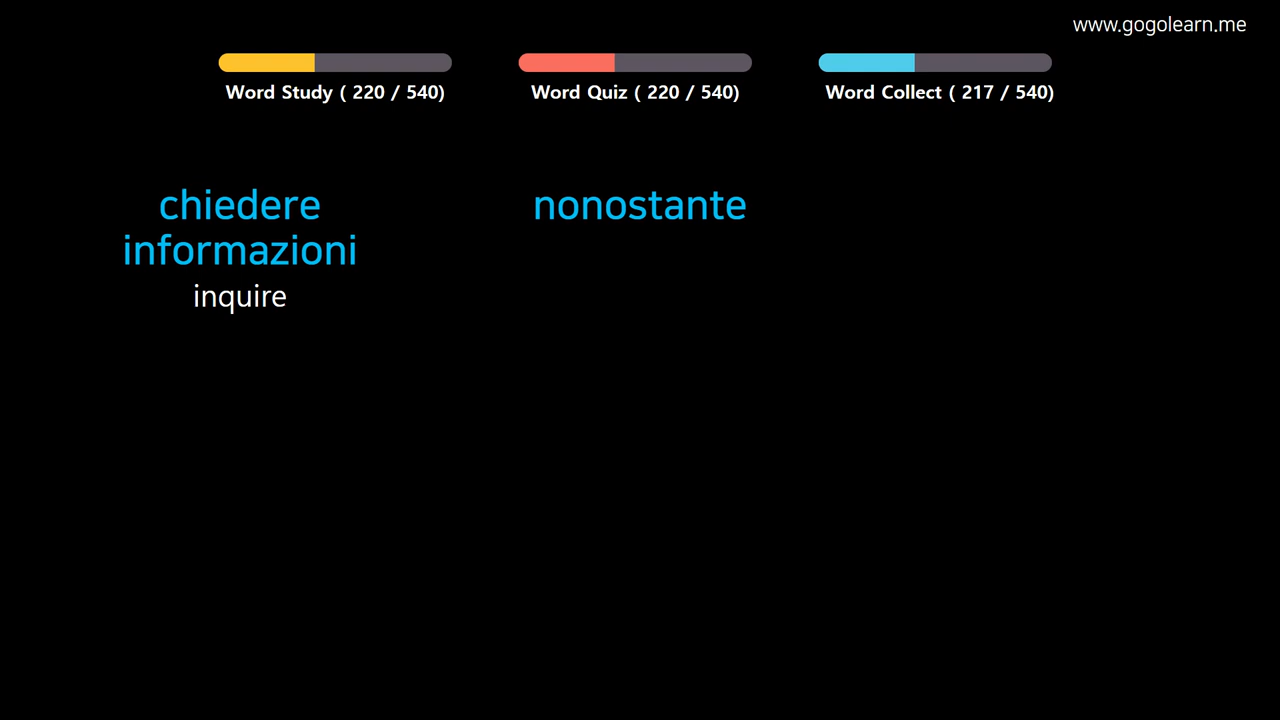 www.gogolearn.me
Word Study ( 220 / 540)
Word Quiz ( 220 / 540)
Word Collect ( 217 / 540)
chiedere
informazioni
inquire
nonostante